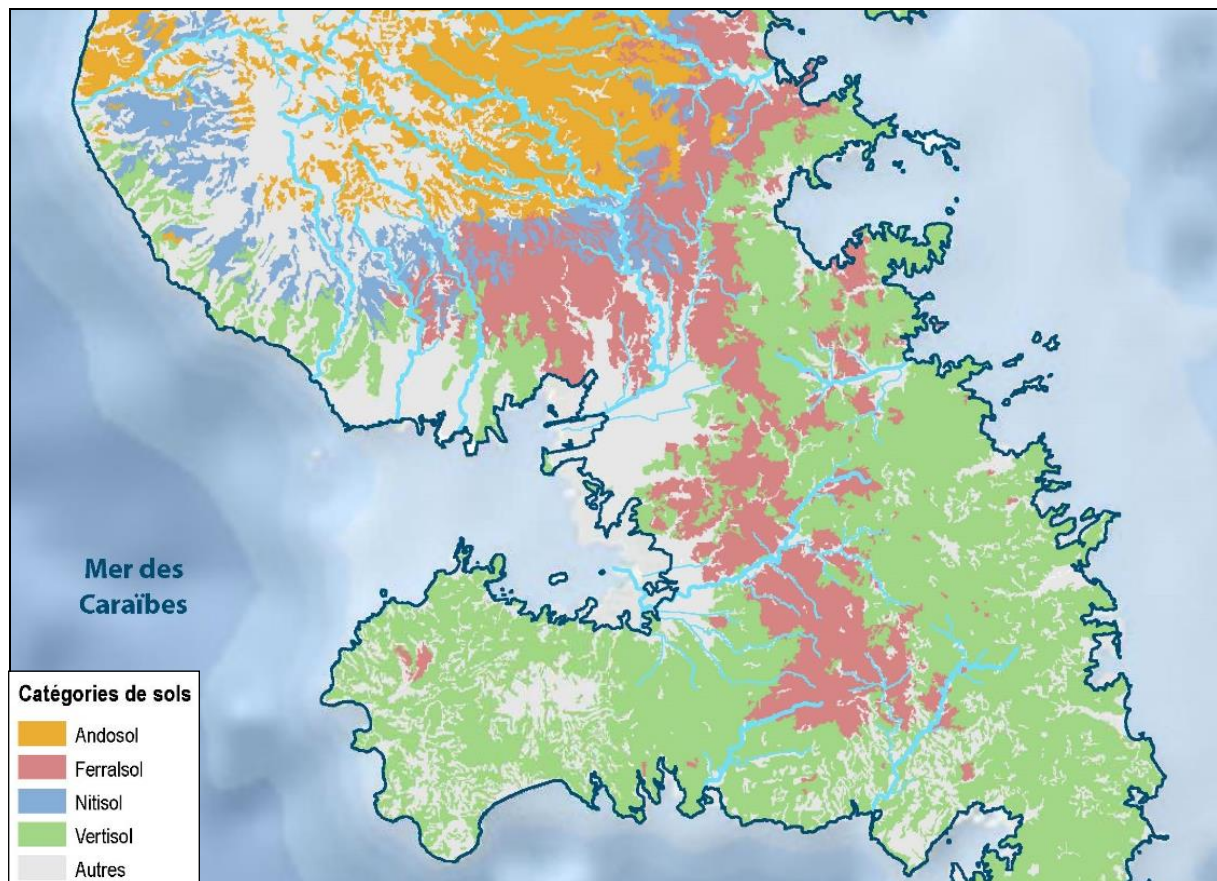 Mer des
Caraïbes
Catégories de sols
Andosol
Ferralsol
Nitisol
Vertisol
Autres